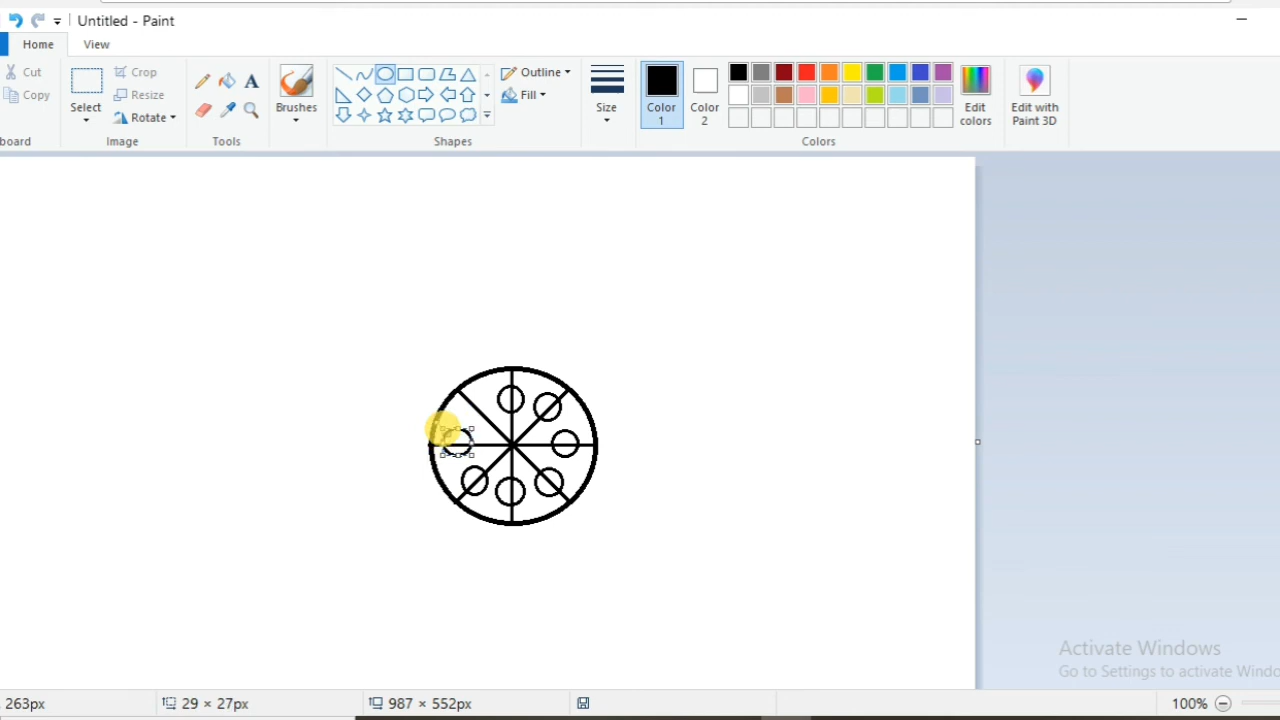 Untitled - Paint
Home View
Cut
Copy
board
Select
Crop
Resize
Rotate
Image
Tools
Brushes
Outline
Fill
Shapes
Size
Color 1
Color 2
Edit colors
Colors
Edit with Paint 3D
Activate Windows
Go to Settings to activate Windo
263px 29 × 27px 987 × 552px 100%